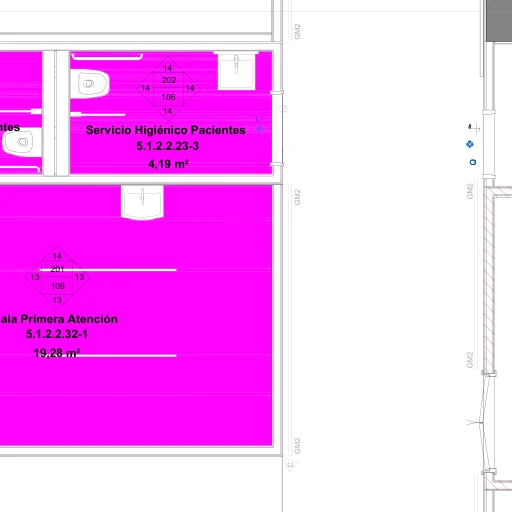 GM2
14
202
14
14
106
14
Servicio Higiénico Pacientes
5.1.2.2.23-3
4,19 m²
ntes
GM2
GM2
14
201
13
13
109
13
ala Primera Atención
5.1.2.2.32-1
19,28 m²
GM2
GM2
C